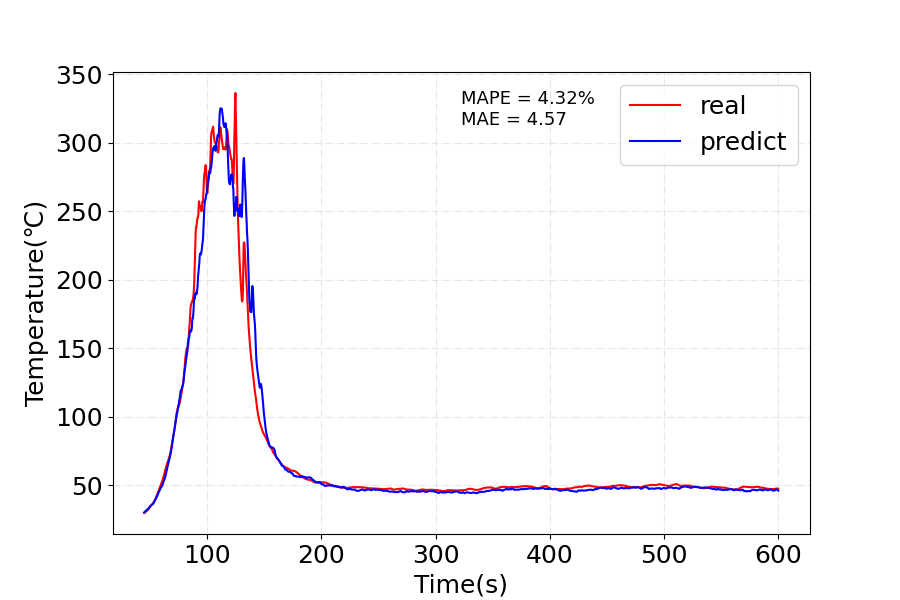 MAPE = 4.32%
MAE = 4.57
real
predict
350
300
250
200
150
100
50
Temperature(℃)
100 200 300 400 500 600
Time(s)